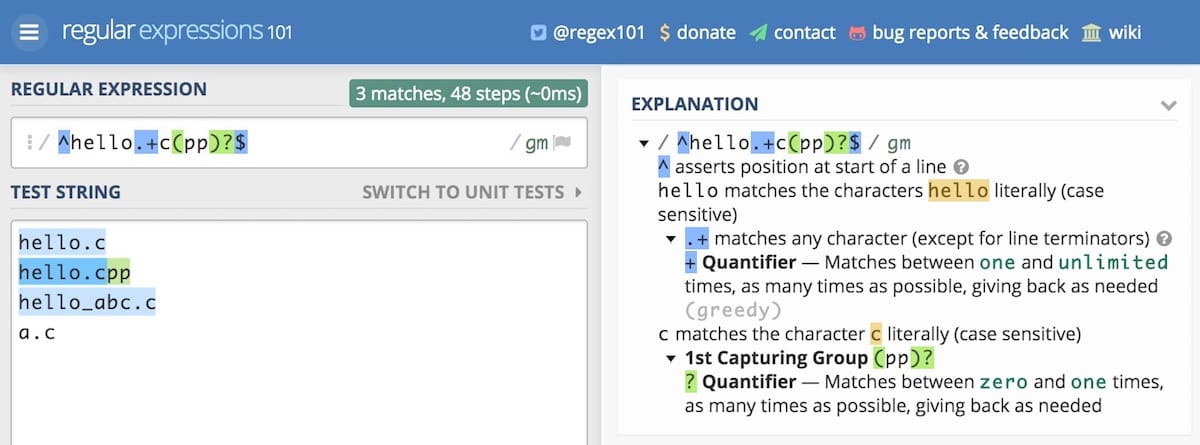 regular expressions 101
@regex101 $ donate contact bug reports & feedback wiki
REGULAR EXPRESSION
3 matches, 48 steps (~0ms)
/ ^hello.+c(pp)?$ / gm
TEST STRING
SWITCH TO UNIT TESTS
hello.c
hello.cpp
hello_abc.c
a.c
EXPLANATION
/ ^hello.+c(pp)?$ / gm
^ asserts position at start of a line ?
hello matches the characters hello literally (case
sensitive)
.+ matches any character (except for line terminators) ?
+ Quantifier — Matches between one and unlimited
times, as many times as possible, giving back as needed
(greedy)
c matches the character c literally (case sensitive)
1st Capturing Group (pp)?
? Quantifier — Matches between zero and one times,
as many times as possible, giving back as needed